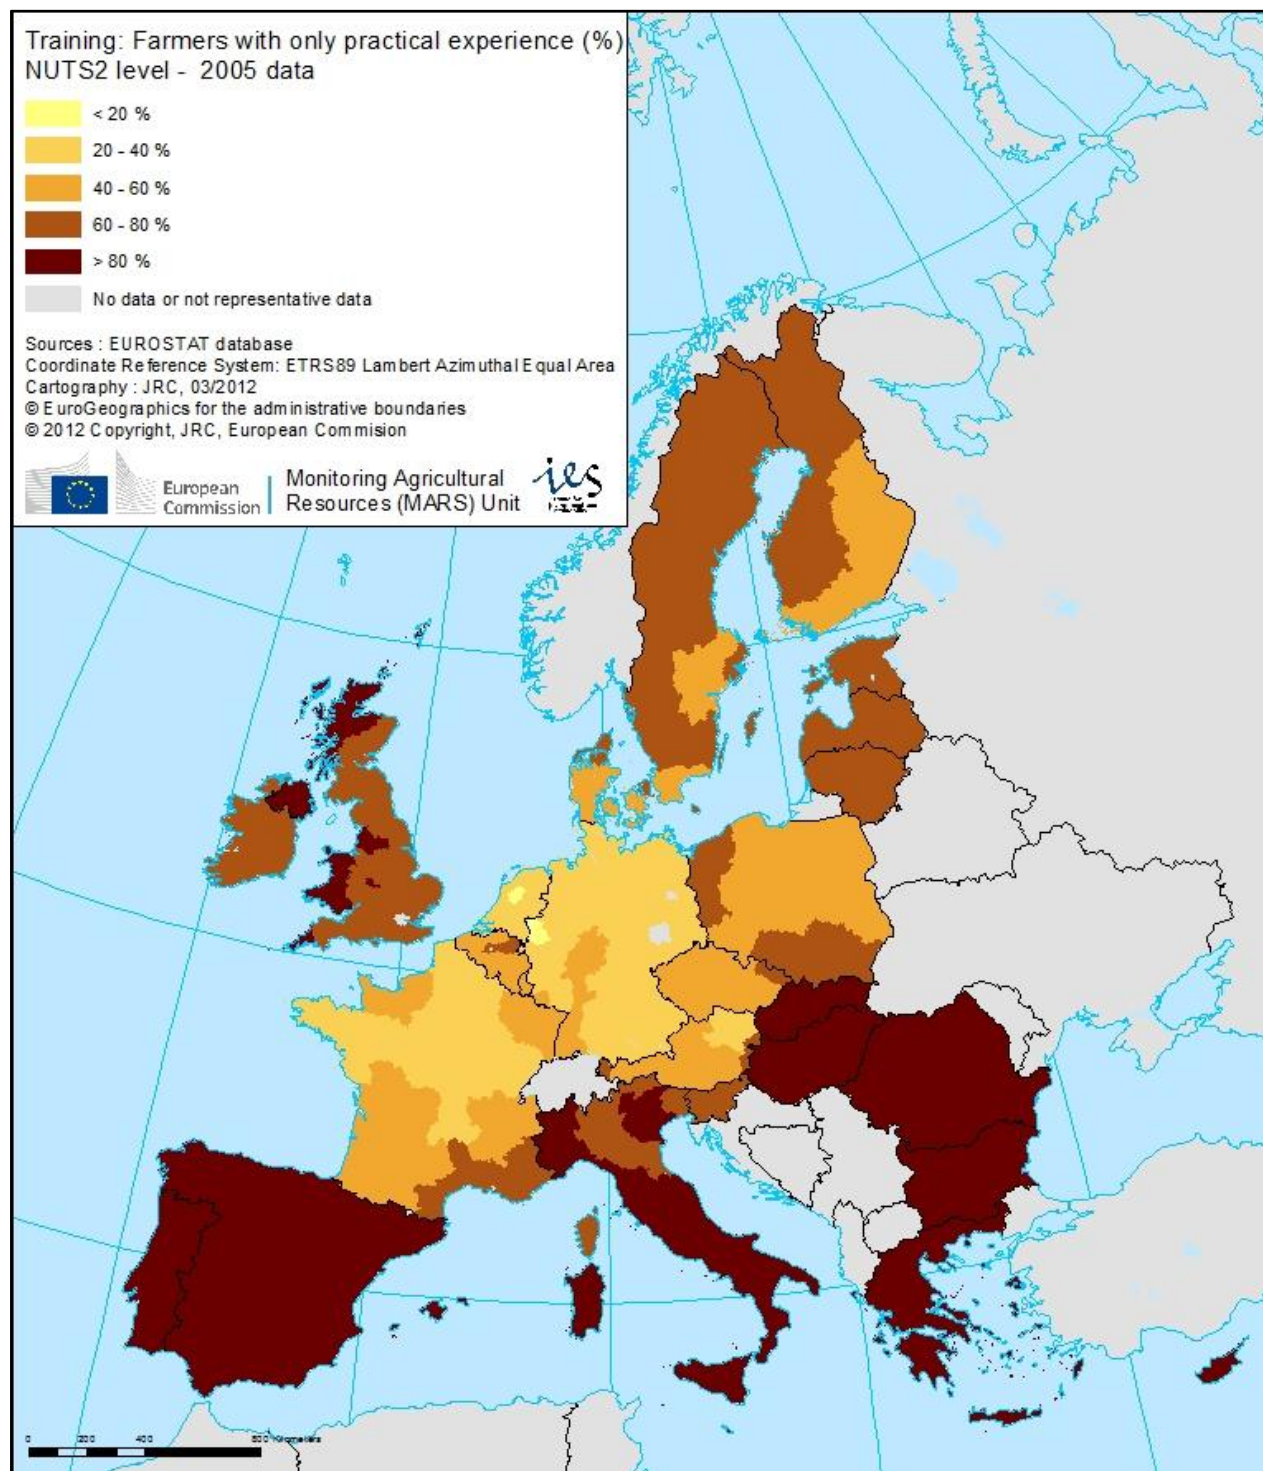 Training: Farmers with only practical experience (%)
NUTS2 level - 2005 data
< 20 %
20 - 40 %
40 - 60 %
60 - 80 %
> 80 %
No data or not representative data
Sources : EUROSTAT database
Coordinate Reference System: ETRS89 Lambert Azimuthal Equal Area
Cartography : JRC, 03/2012
© EuroGeographics for the administrative boundaries
© 2012 Copyright, JRC, European Commision
European
Commission
Monitoring Agricultural
Resources (MARS) Unit
ies
0 200 400 800 Kilometers